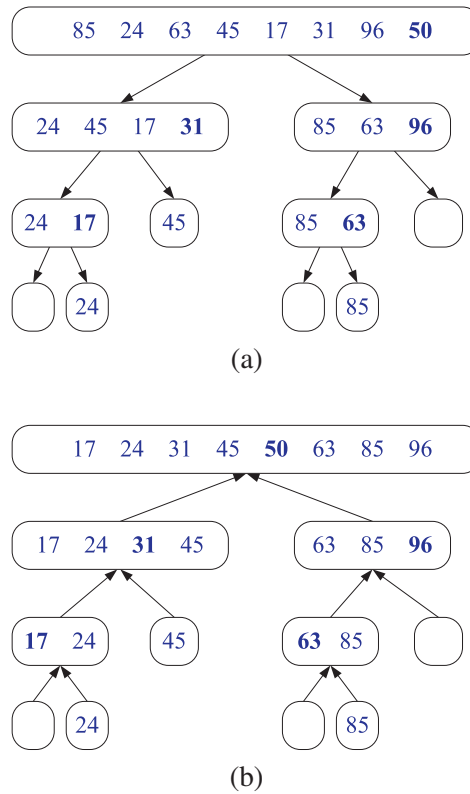 85 24 63 45 17 31 96 50
24 45 17 31 85 63 96
24 17 45 85 63
24 85
(a)
17 24 31 45 50 63 85 96
17 24 31 45 63 85 96
17 24 45 63 85
24 85
(b)